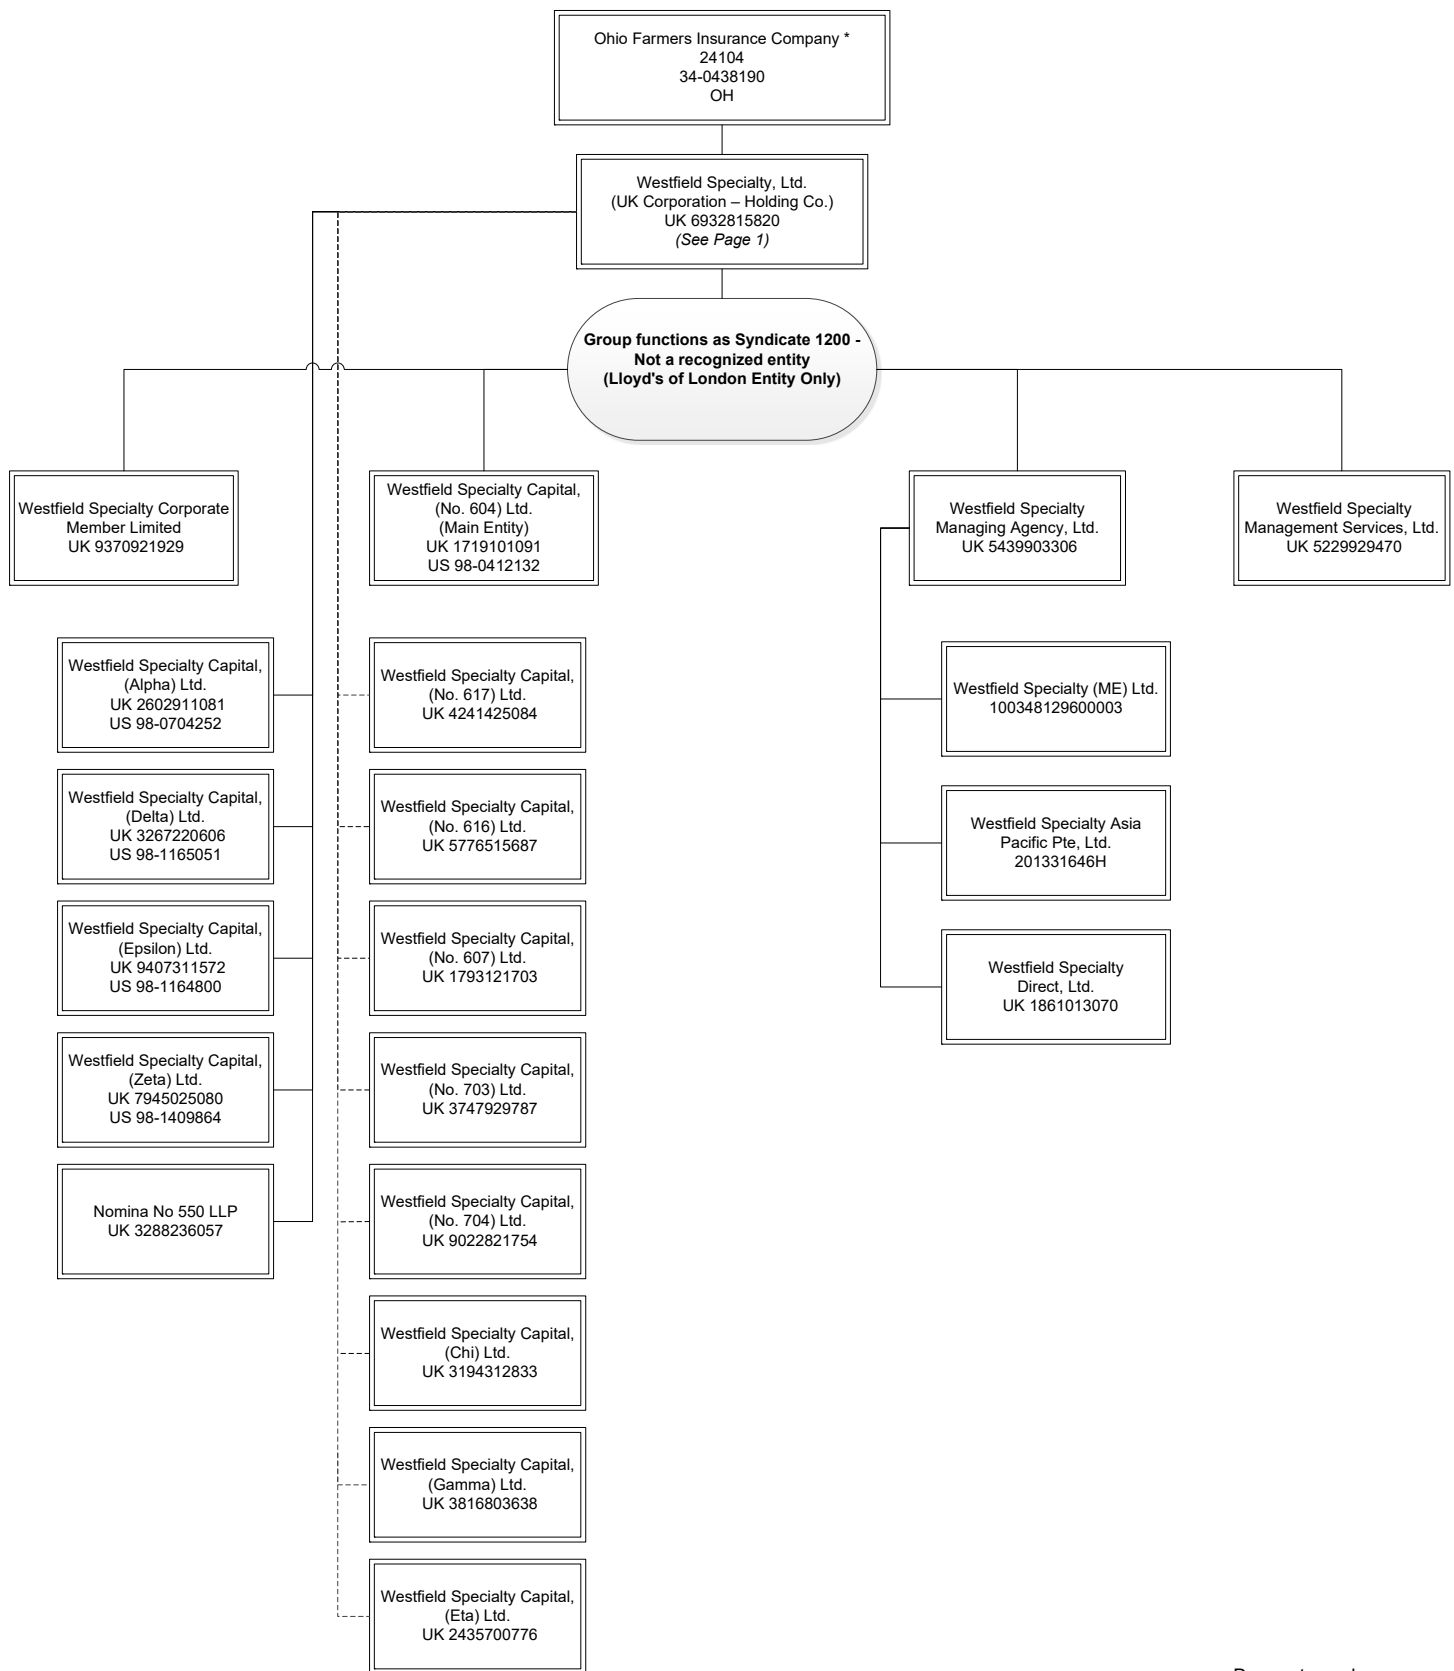 Ohio Farmers Insurance Company *
24104
34-0438190
OH
Westfield Specialty, Ltd.
(UK Corporation – Holding Co.)
UK 6932815820
(See Page 1)
Group functions as Syndicate 1200 -
Not a recognized entity
(Lloyd's of London Entity Only)
Westfield Specialty Corporate
Member Limited
UK 9370921929
Westfield Specialty Capital,
(No. 604) Ltd.
(Main Entity)
UK 1719101091
US 98-0412132
Westfield Specialty
Managing Agency, Ltd.
UK 5439903306
Westfield Specialty
Management Services, Ltd.
UK 5229929470
Westfield Specialty Capital,
(Alpha) Ltd.
UK 2602911081
US 98-0704252
Westfield Specialty Capital,
(Delta) Ltd.
UK 3267220606
US 98-1165051
Westfield Specialty Capital,
(Epsilon) Ltd.
UK 9407311572
US 98-1164800
Westfield Specialty Capital,
(Zeta) Ltd.
UK 7945025080
US 98-1409864
Nomina No 550 LLP
UK 3288236057
Westfield Specialty Capital,
(No. 617) Ltd.
UK 4241425084
Westfield Specialty Capital,
(No. 616) Ltd.
UK 5776515687
Westfield Specialty Capital,
(No. 607) Ltd.
UK 1793121703
Westfield Specialty Capital,
(No. 703) Ltd.
UK 3747929787
Westfield Specialty Capital,
(No. 704) Ltd.
UK 9022821754
Westfield Specialty Capital,
(Chi) Ltd.
UK 3194312833
Westfield Specialty Capital,
(Gamma) Ltd.
UK 3816803638
Westfield Specialty Capital,
(Eta) Ltd.
UK 2435700776
Westfield Specialty (ME) Ltd.
100348129600003
Westfield Specialty Asia
Pacific Pte, Ltd.
201331646H
Westfield Specialty
Direct, Ltd.
UK 1861013070